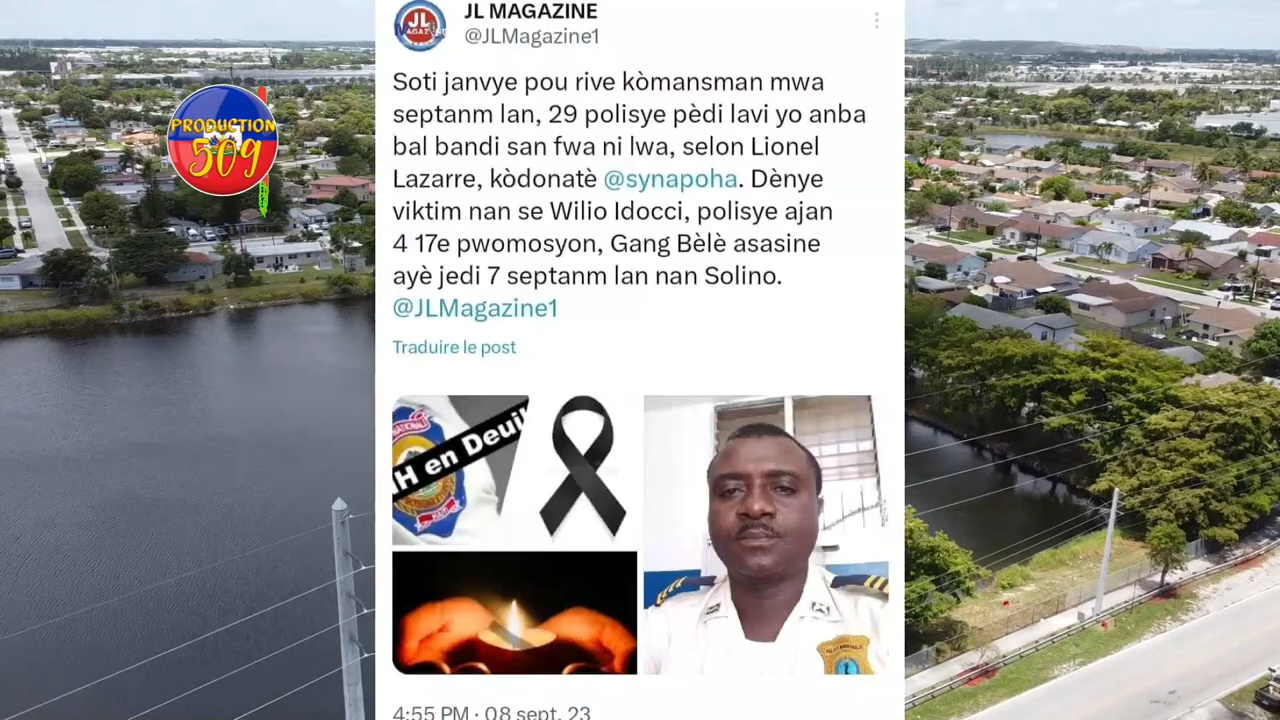 JL MAGAZINE
@JLMagazine1
Soti janvye pou rive kòmansman mwa
septanm lan, 29 polisye pèdi lavi yo anba
bal bandi san fwa ni lwa, selon Lionel
Lazarre, kòdonatè @synapoha. Dènye
viktim nan se Wilio Idocci, polisye ajan
4 17e pwomosyon, Gang Bèlè asasine
ayè jedi 7 septanm lan nan Solino.
@JLMagazine1
Traduire le post
H en Deuil
4:55 PM · 08 sept. 23
PRODUCTION
509